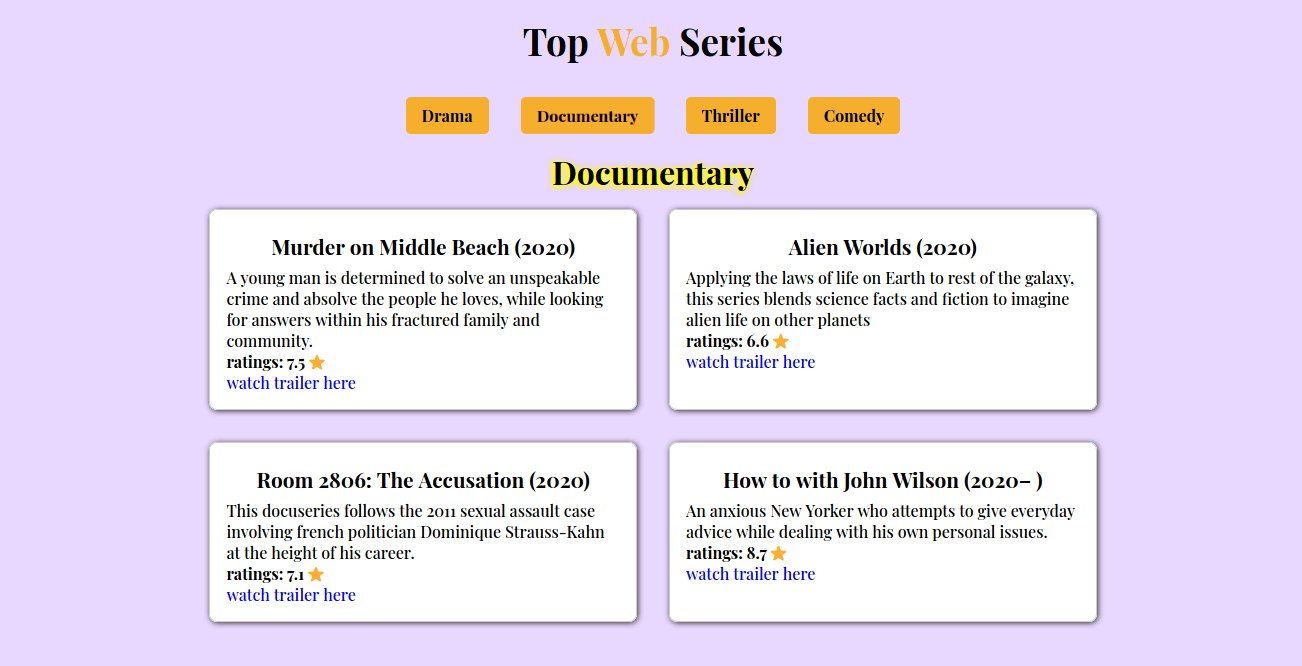 Top Web Series
Drama
Documentary
Thriller
Comedy
Documentary
Murder on Middle Beach (2020)
A young man is determined to solve an unspeakable
crime and absolve the people he loves, while looking
for answers within his fractured family and
community.
ratings: 7.5
watch trailer here
Alien Worlds (2020)
Applying the laws of life on Earth to rest of the galaxy,
this series blends science facts and fiction to imagine
alien life on other planets
ratings: 6.6
watch trailer here
Room 2806: The Accusation (2020)
This docuseries follows the 2011 sexual assault case
involving french politician Dominique Strauss-Kahn
at the height of his career.
ratings: 7.1
watch trailer here
How to with John Wilson (2020– )
An anxious New Yorker who attempts to give everyday
advice while dealing with his own personal issues.
ratings: 8.7
watch trailer here